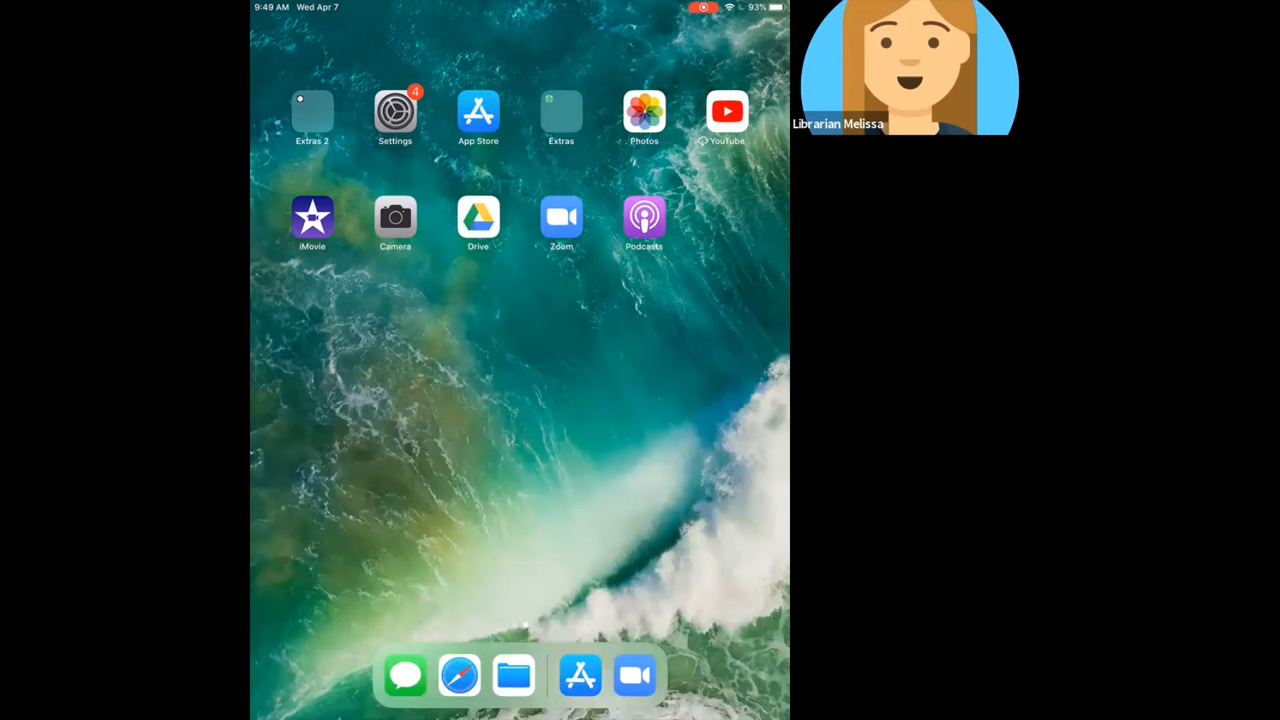 9:49 AM Wed Apr 7
93%
4
Extras 2
Settings
App Store
Extras
Photos
YouTube
iMovie
Camera
Drive
Zoom
Podcasts
Librarian Melissa